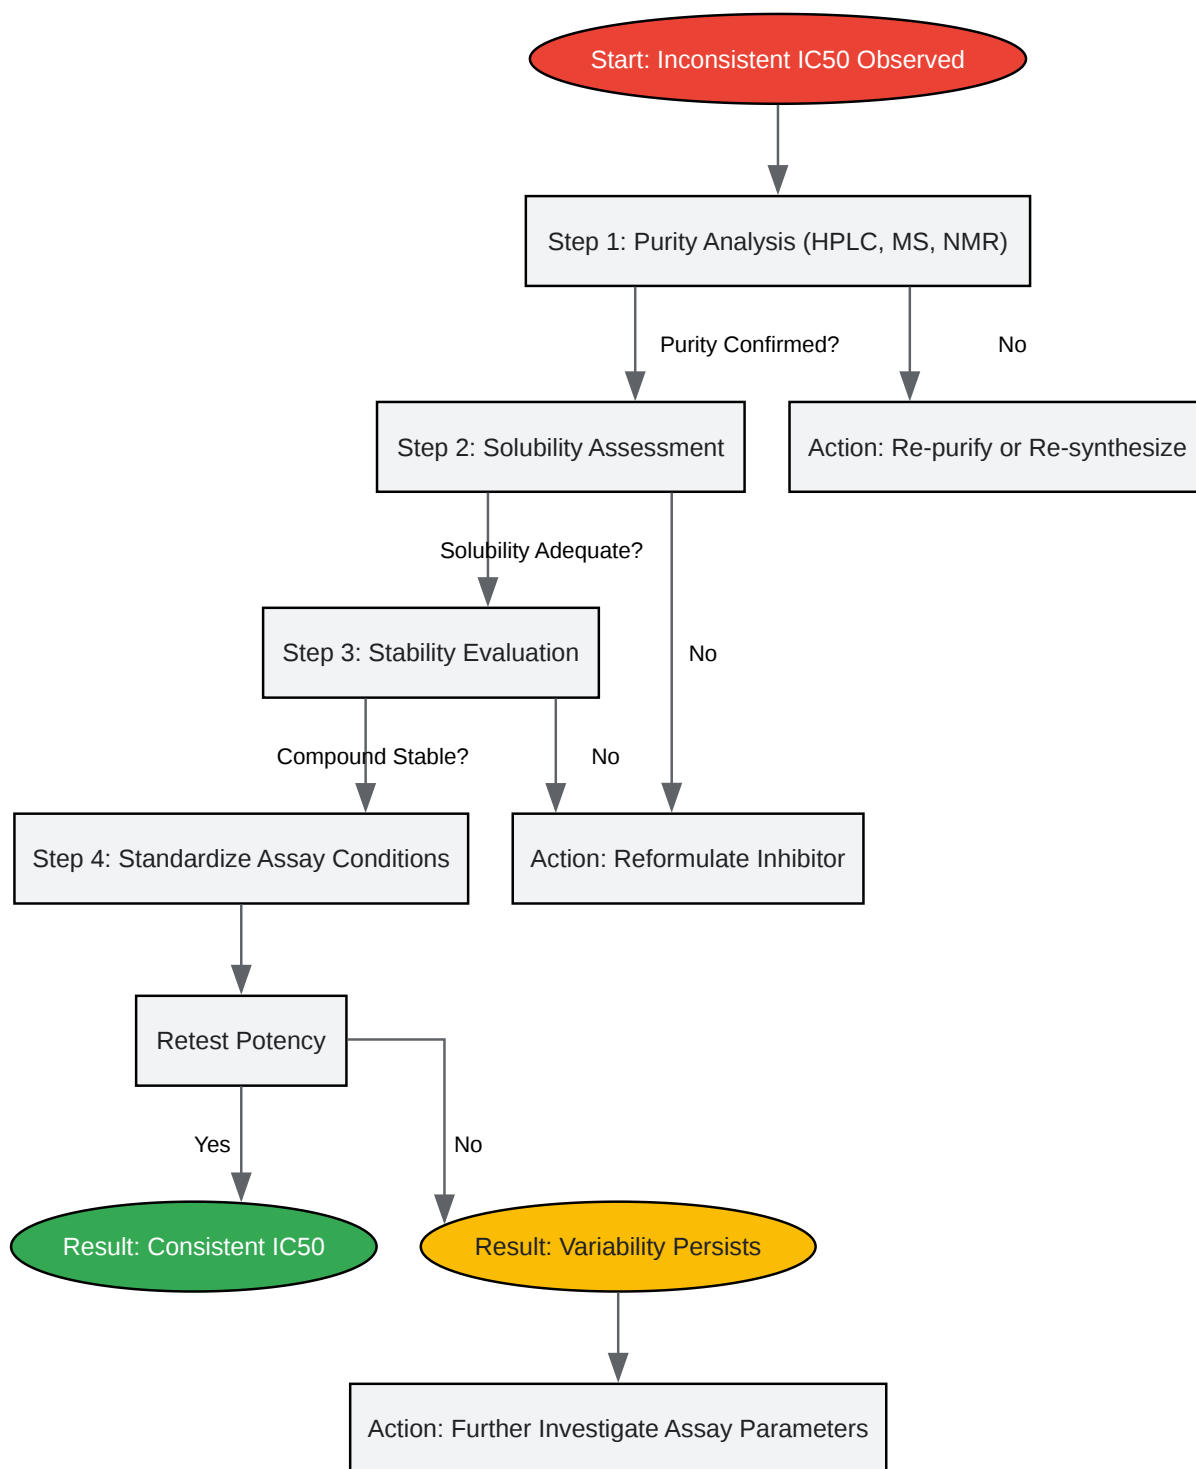 Start: Inconsistent IC50 Observed
Step 1: Purity Analysis (HPLC, MS, NMR)
Purity Confirmed?
No
Step 2: Solubility Assessment
Action: Re-purify or Re-synthesize
Solubility Adequate?
Step 3: Stability Evaluation
No
Compound Stable?
No
Step 4: Standardize Assay Conditions
Action: Reformulate Inhibitor
Retest Potency
Yes
No
Result: Consistent IC50
Result: Variability Persists
Action: Further Investigate Assay Parameters